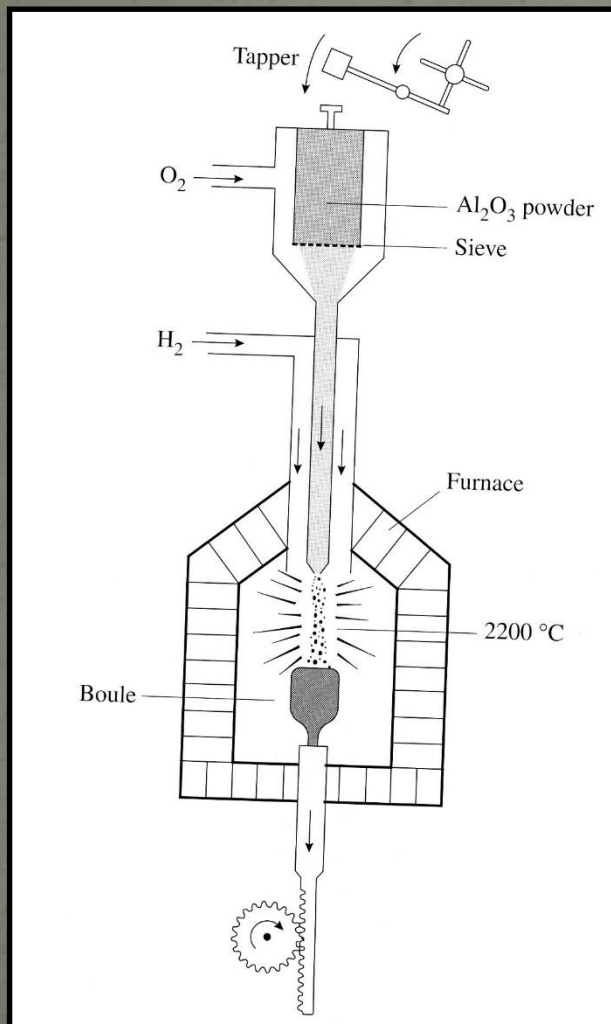 Tapper
O₂
Al₂O₃ powder
Sieve
H₂
Furnace
2200 °C
Boule